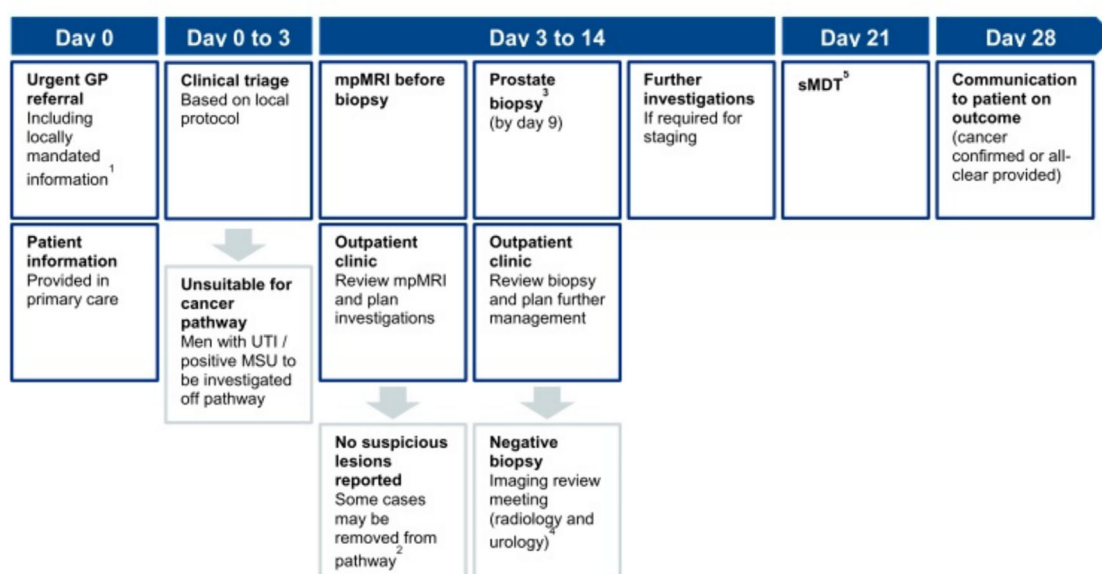 Day 0
Day 0 to 3
Day 3 to 14
Day 21
Day 28
Urgent GP
referral
Including
locally
mandated
information1
Clinical triage
Based on local
protocol
mpMRI before
biopsy
Prostate
biopsy3
(by day 9)
Further
investigations
If required for
staging
sMDT5
Communication
to patient on
outcome
(cancer
confirmed or all-
clear provided)
Patient
information
Provided in
primary care
Unsuitable for
cancer
pathway
Men with UTI /
positive MSU to
be investigated
off pathway
Outpatient
clinic
Review mpMRI
and plan
investigations
Outpatient
clinic
Review biopsy
and plan further
management
No suspicious
lesions
reported
Some cases
may be
removed from
pathway2
Negative
biopsy
Imaging review
meeting
(radiology and
urology)4